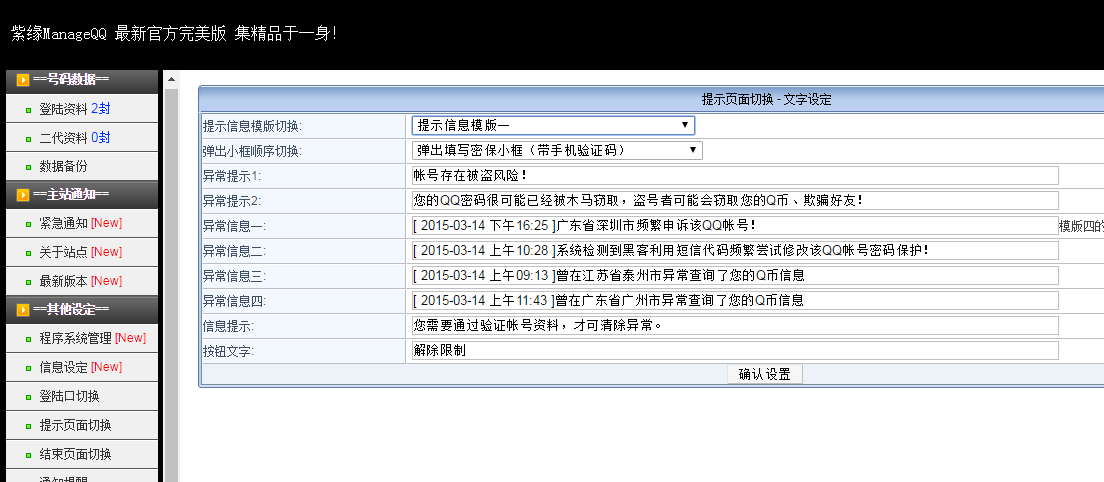 紫缘ManageQQ 最新官方完美版 集精品于一身!
==号码数据==
登陆资料 2封
二代资料 0封
数据备份
==主站通知==
紧急通知 [New]
关于站点 [New]
最新版本 [New]
==其他设定==
程序系统管理 [New]
信息设定 [New]
登陆口切换
提示页面切换
结束页面切换
通知提醒
提示页面切换 - 文字设定
提示信息模版切换: 提示信息模版一
弹出小框顺序切换: 弹出填写密保小框（带手机验证码）
异常提示1: 帐号存在被盗风险！
异常提示2: 您的QQ密码很可能已经被木马窃取，盗号者可能会窃取您的Q币、欺骗好友！
异常信息一: [ 2015-03-14 下午16:25 ]广东省深圳市频繁申诉该QQ帐号！ 模版四的
异常信息二: [ 2015-03-14 上午10:28 ]系统检测到黑客利用短信代码频繁尝试修改该QQ帐号密码保护！
异常信息三: [ 2015-03-14 上午09:13 ]曾在江苏省泰州市异常查询了您的Q币信息
异常信息四: [ 2015-03-14 上午11:43 ]曾在广东省广州市异常查询了您的Q币信息
信息提示: 您需要通过验证帐号资料，才可清除异常。
按钮文字: 解除限制
确认设置